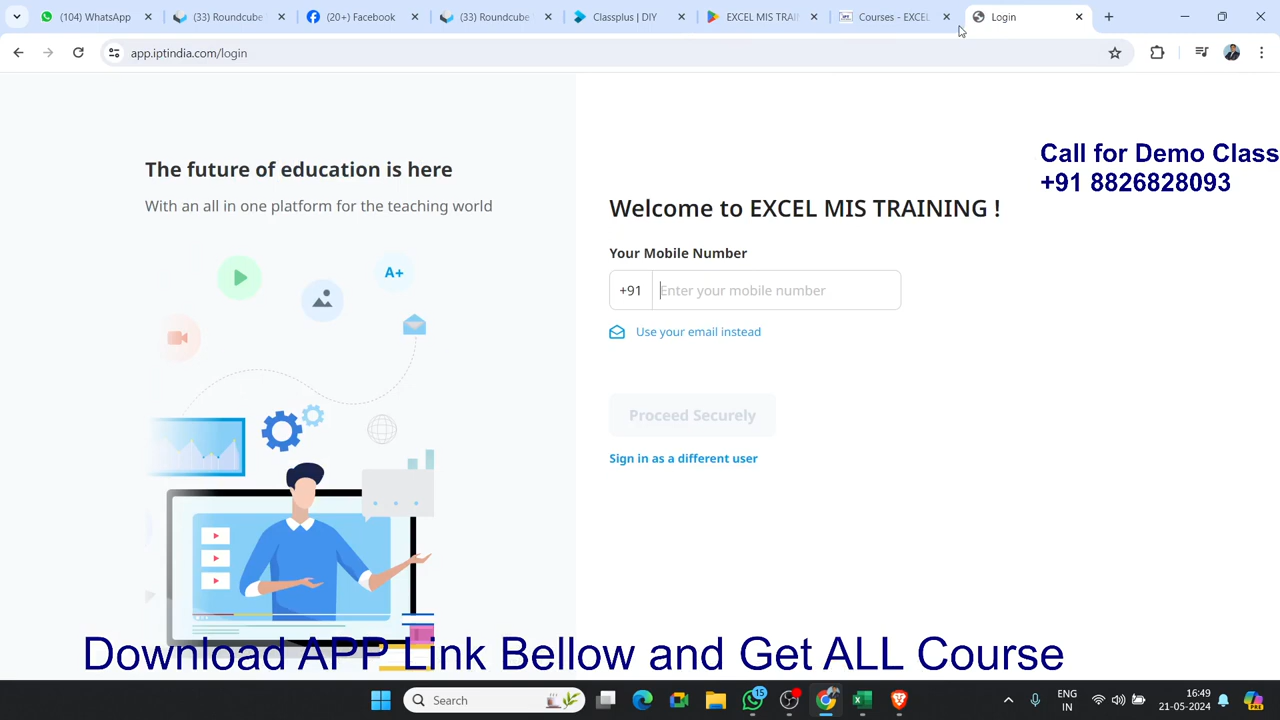 (104) WhatsApp
(33) Roundcube
(20+) Facebook
(33) Roundcube
Classplus | DIY
EXCEL MIS TRAI
Courses - EXCEL
Login
app.iptindia.com/login
The future of education is here
With an all in one platform for the teaching world
A+
Call for Demo Class
+91 8826828093
Welcome to EXCEL MIS TRAINING !
Your Mobile Number
+91
Enter your mobile number
Use your email instead
Proceed Securely
Sign in as a different user
Download APP Link Bellow and Get ALL Course
Search
15
ENG
IN
16:49
21-05-2024